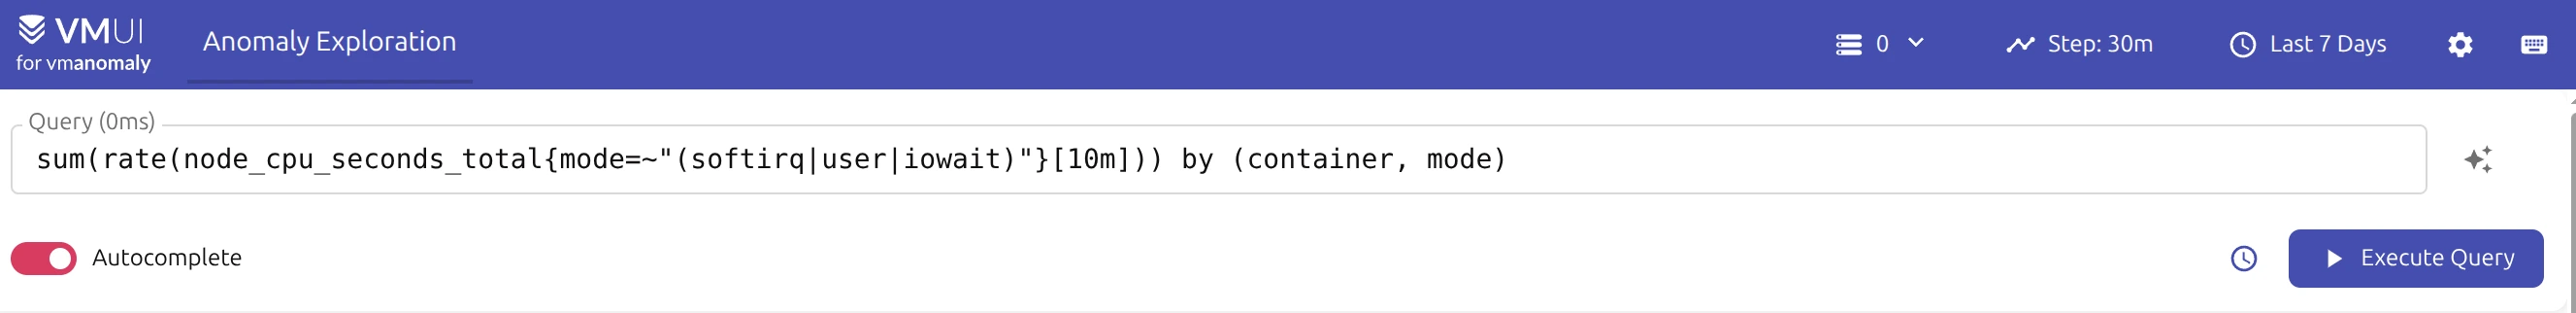 VMUI
for vmanomaly
Anomaly Exploration
0
Step: 30m
Last 7 Days
Query (0ms)
sum(rate(node_cpu_seconds_total{mode=~"(softirq|user|iowait)"}[10m])) by (container, mode)
Autocomplete
Execute Query